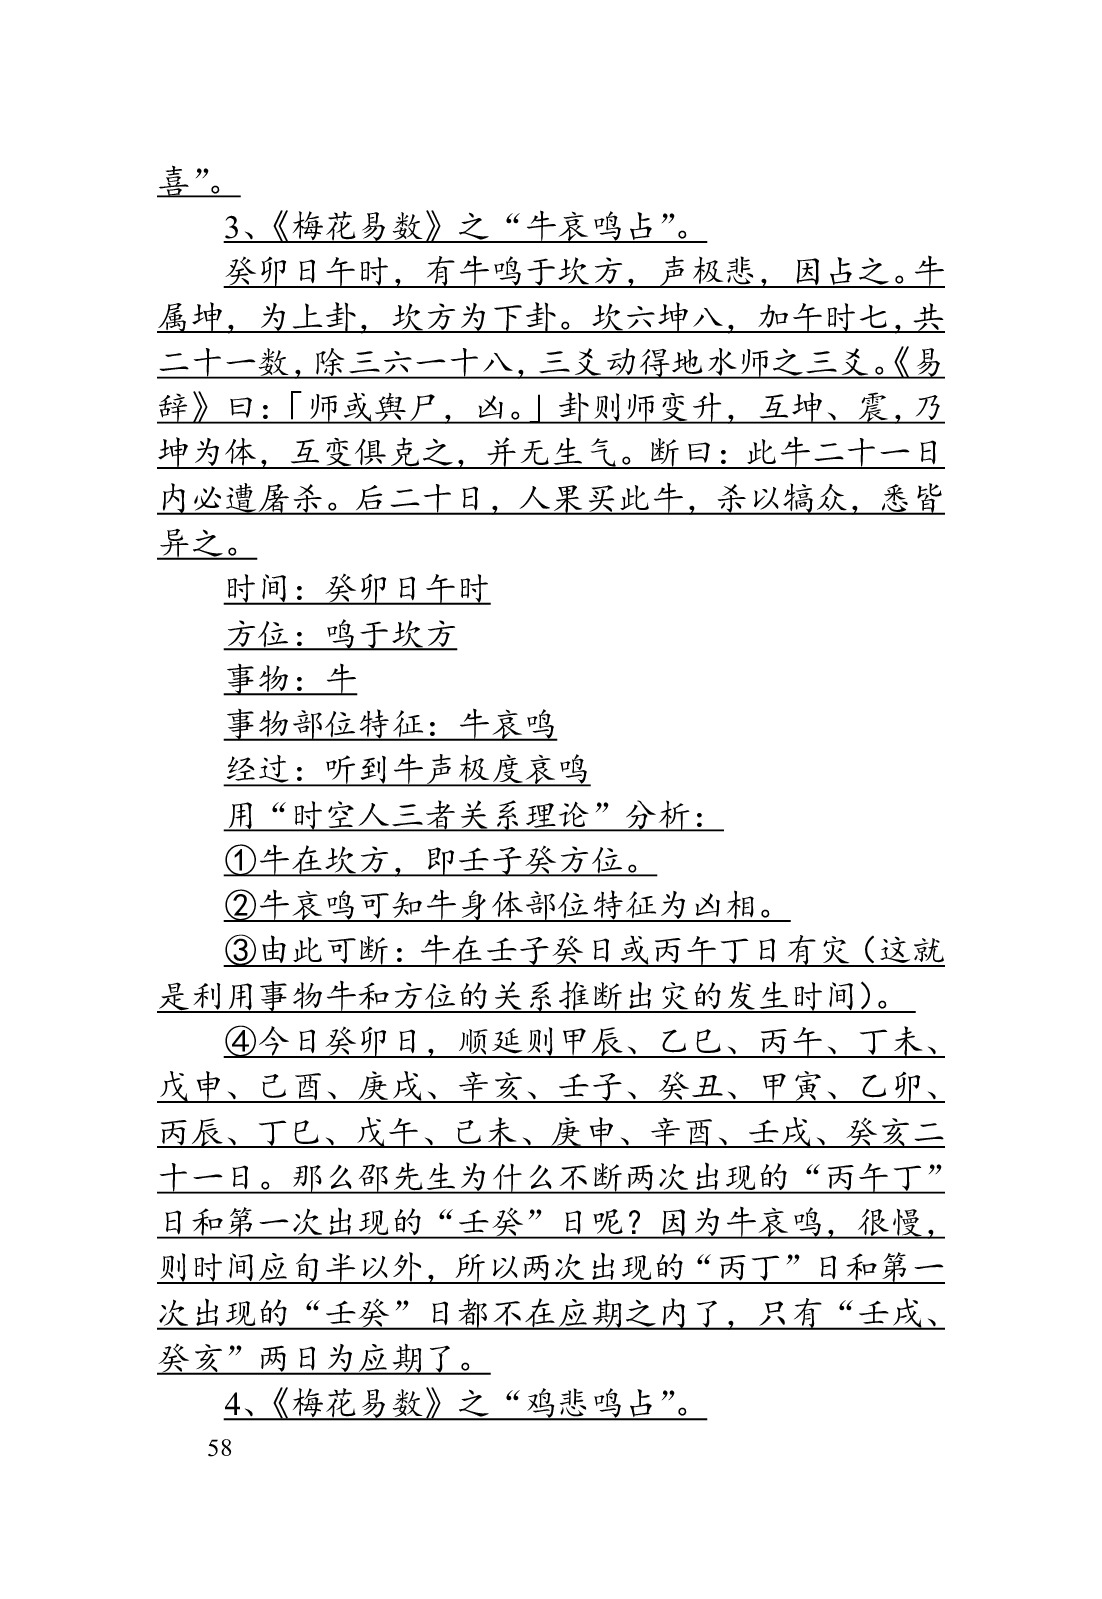 喜”。
3、《梅花易数》之“牛哀鸣占”。
癸卯日午时，有牛鸣于坎方，声极悲，因占之。牛
属坤，为上卦，坎方为下卦。坎六坤八，加午时七，共
二十一数，除三六一十八，三爻动得地水师之三爻。《易
辞》曰：「师或舆尸，凶。」卦则师变升，互坤、震，乃
坤为体，互变俱克之，并无生气。断曰：此牛二十一日
内必遭屠杀。后二十日，人果买此牛，杀以犒众，悉皆
异之。
时间：癸卯日午时
方位：鸣于坎方
事物：牛
事物部位特征：牛哀鸣
经过：听到牛声极度哀鸣
用“时空人三者关系理论”分析：
①牛在坎方，即壬子癸方位。
②牛哀鸣可知牛身体部位特征为凶相。
③由此可断：牛在壬子癸日或丙午丁日有灾（这就
是利用事物牛和方位的关系推断出灾的发生时间）。
④今日癸卯日，顺延则甲辰、乙巳、丙午、丁未、
戊申、己酉、庚戌、辛亥、壬子、癸丑、甲寅、乙卯、
丙辰、丁巳、戊午、己未、庚申、辛酉、壬戌、癸亥二
十一日。那么邵先生为什么不断两次出现的“丙午丁”
日和第一次出现的“壬癸”日呢？因为牛哀鸣，很慢，
则时间应旬半以外，所以两次出现的“丙丁”日和第一
次出现的“壬癸”日都不在应期之内了，只有“壬戌、
癸亥”两日为应期了。
4、《梅花易数》之“鸡悲鸣占”。
58